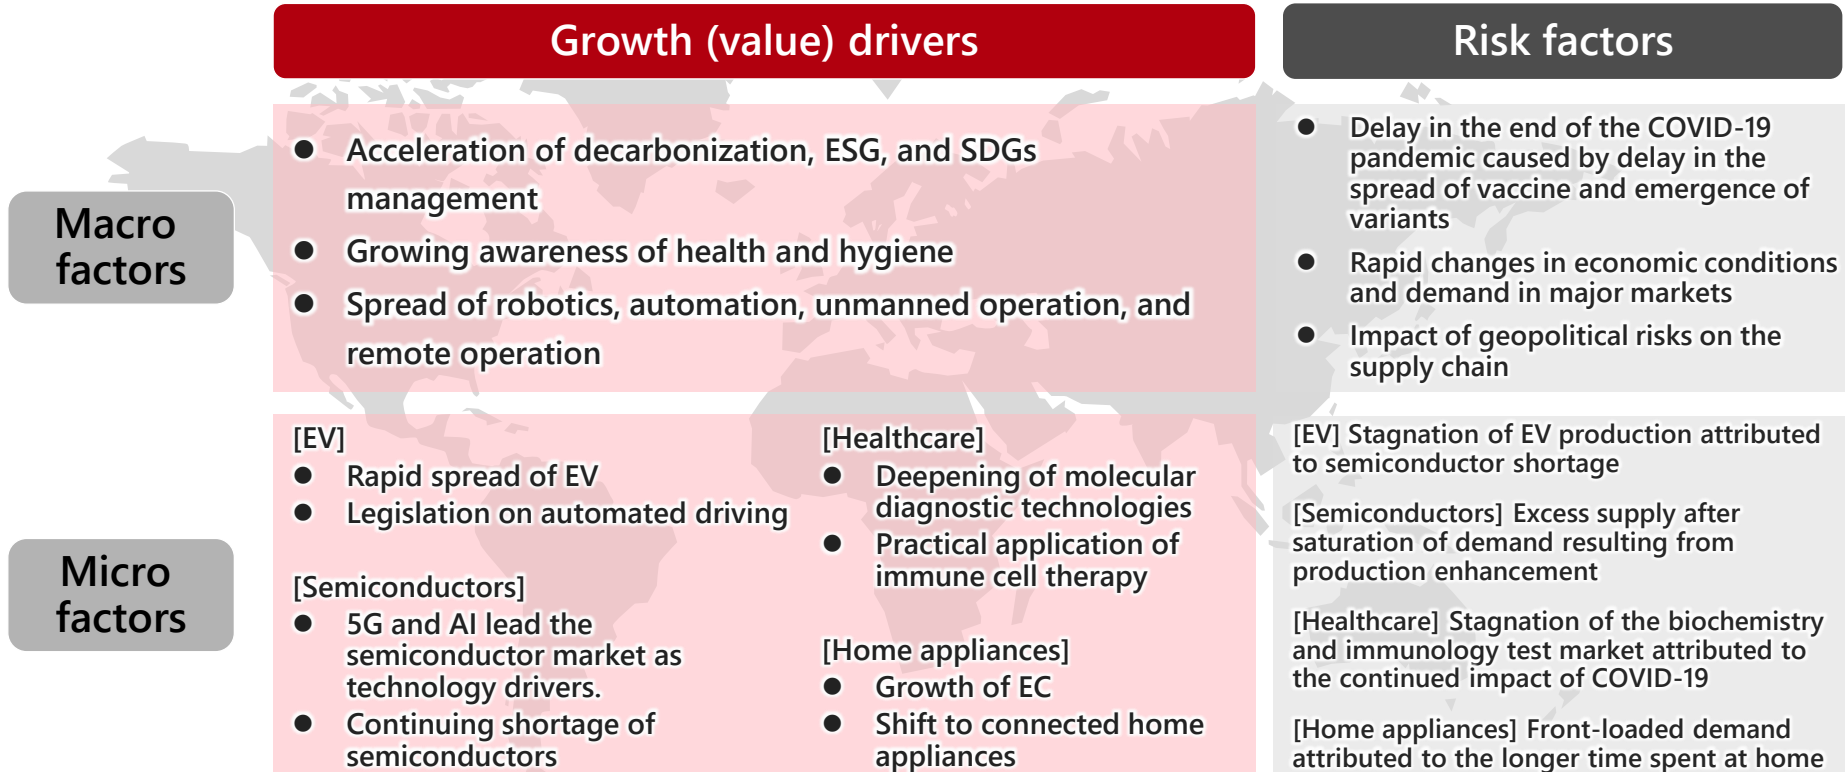 Growth (value) drivers
Risk factors
Macro
factors
● Acceleration of decarbonization, ESG, and SDGs
management
● Growing awareness of health and hygiene
● Spread of robotics, automation, unmanned operation, and
remote operation
● Delay in the end of the COVID-19
pandemic caused by delay in the
spread of vaccine and emergence of
variants
● Rapid changes in economic conditions
and demand in major markets
● Impact of geopolitical risks on the
supply chain
Micro
factors
[EV]
● Rapid spread of EV
● Legislation on automated driving
[Semiconductors]
● 5G and AI lead the
semiconductor market as
technology drivers.
● Continuing shortage of
semiconductors
[Healthcare]
● Deepening of molecular
diagnostic technologies
● Practical application of
immune cell therapy
[Home appliances]
● Growth of EC
● Shift to connected home
appliances
[EV] Stagnation of EV production attributed
to semiconductor shortage
[Semiconductors] Excess supply after
saturation of demand resulting from
production enhancement
[Healthcare] Stagnation of the biochemistry
and immunology test market attributed to
the continued impact of COVID-19
[Home appliances] Front-loaded demand
attributed to the longer time spent at home